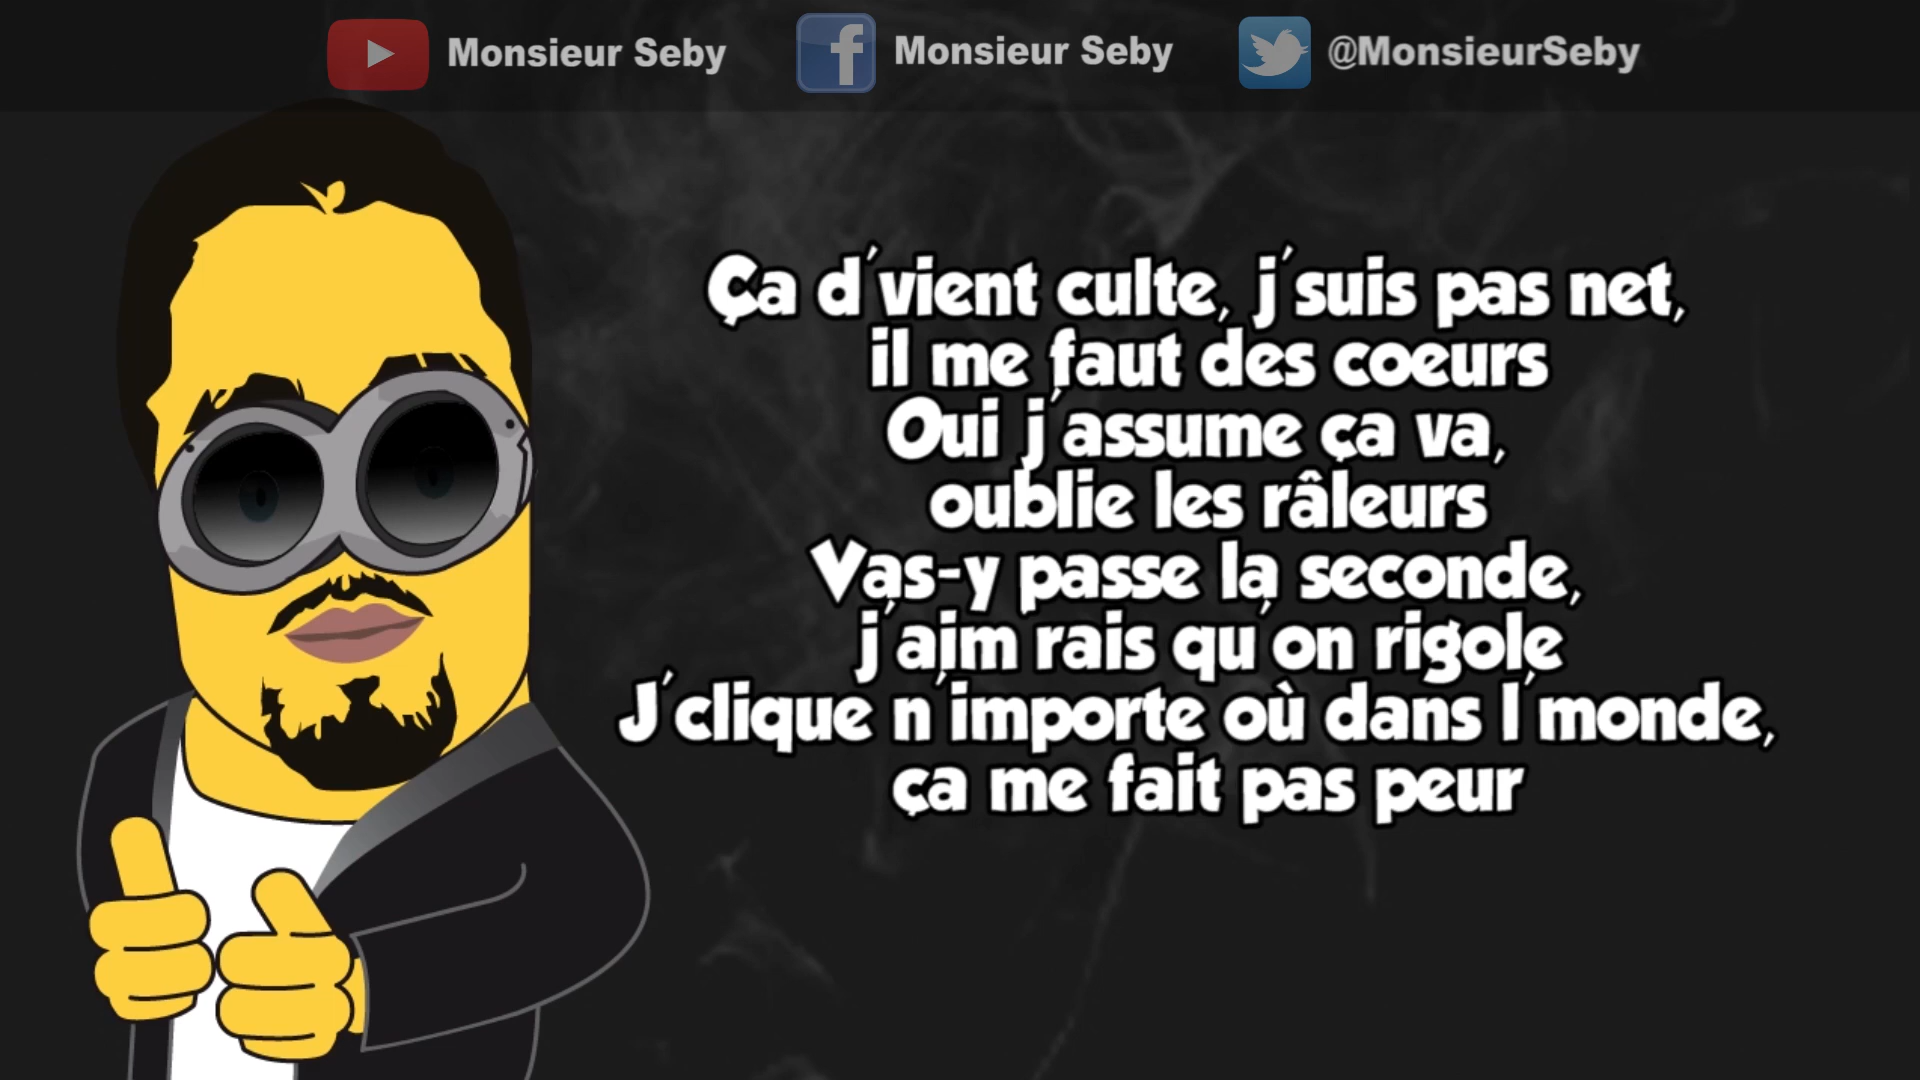 Monsieur Seby
Monsieur Seby
@MonsieurSeby
Ça d'vient culte, j'suis pas net,
il me faut des coeurs
Oui j'assume ça va,
oublie les râleurs
Vas-y passe la seconde,
j'aim'rais qu'on rigole
J'clique n'importe où dans l'monde,
ça me fait pas peur